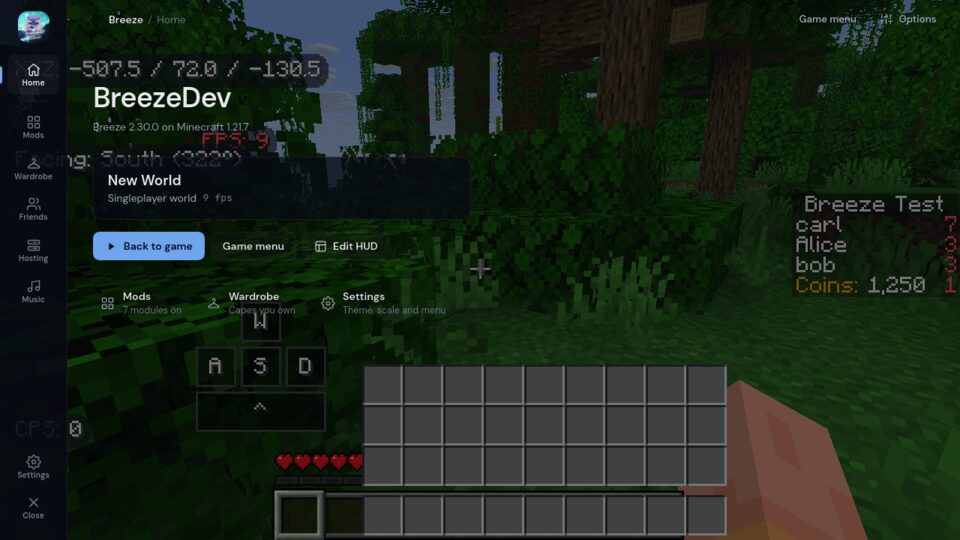 Breeze / Home
Game menu
Options
Home
XYZ: -507.5 / 72.0 / -130.5
BreezeDev
Breeze 2.30.0 on Minecraft 1.21.7
FPS: 9
Mods
Facing: South (322°)
Wardrobe
New World
Singleplayer world 9 fps
Friends
Breeze Test
carl 7
Alice 3
bob 3
Coins: 1,250 1
Hosting
Back to game
Game menu
Edit HUD
Music
Mods
7 modules on
Wardrobe
Capes you own
Settings
Theme, scale and menu
W
A S D
^
CPS: 0
Settings
Close